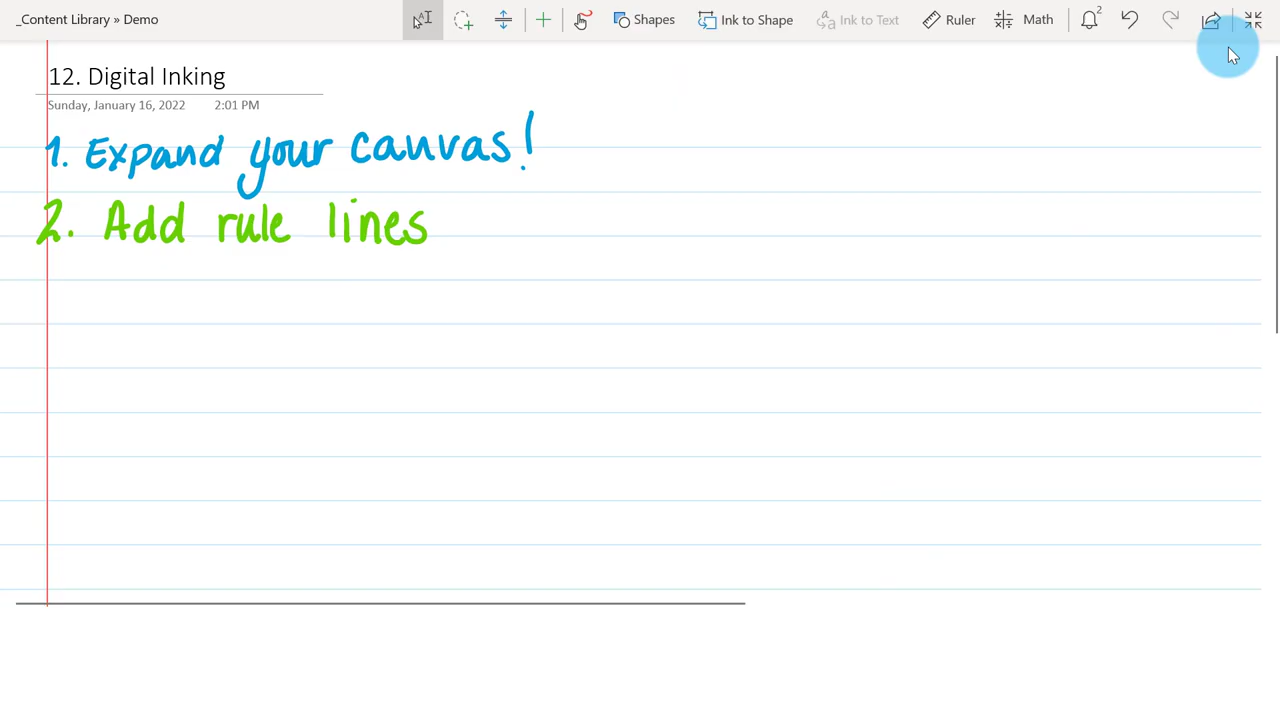 _Content Library » Demo
Shapes
Ink to Shape
Ink to Text
Ruler
Math
2
12. Digital Inking
Sunday, January 16, 2022 2:01 PM
1. Expand your canvas!
2. Add rule lines